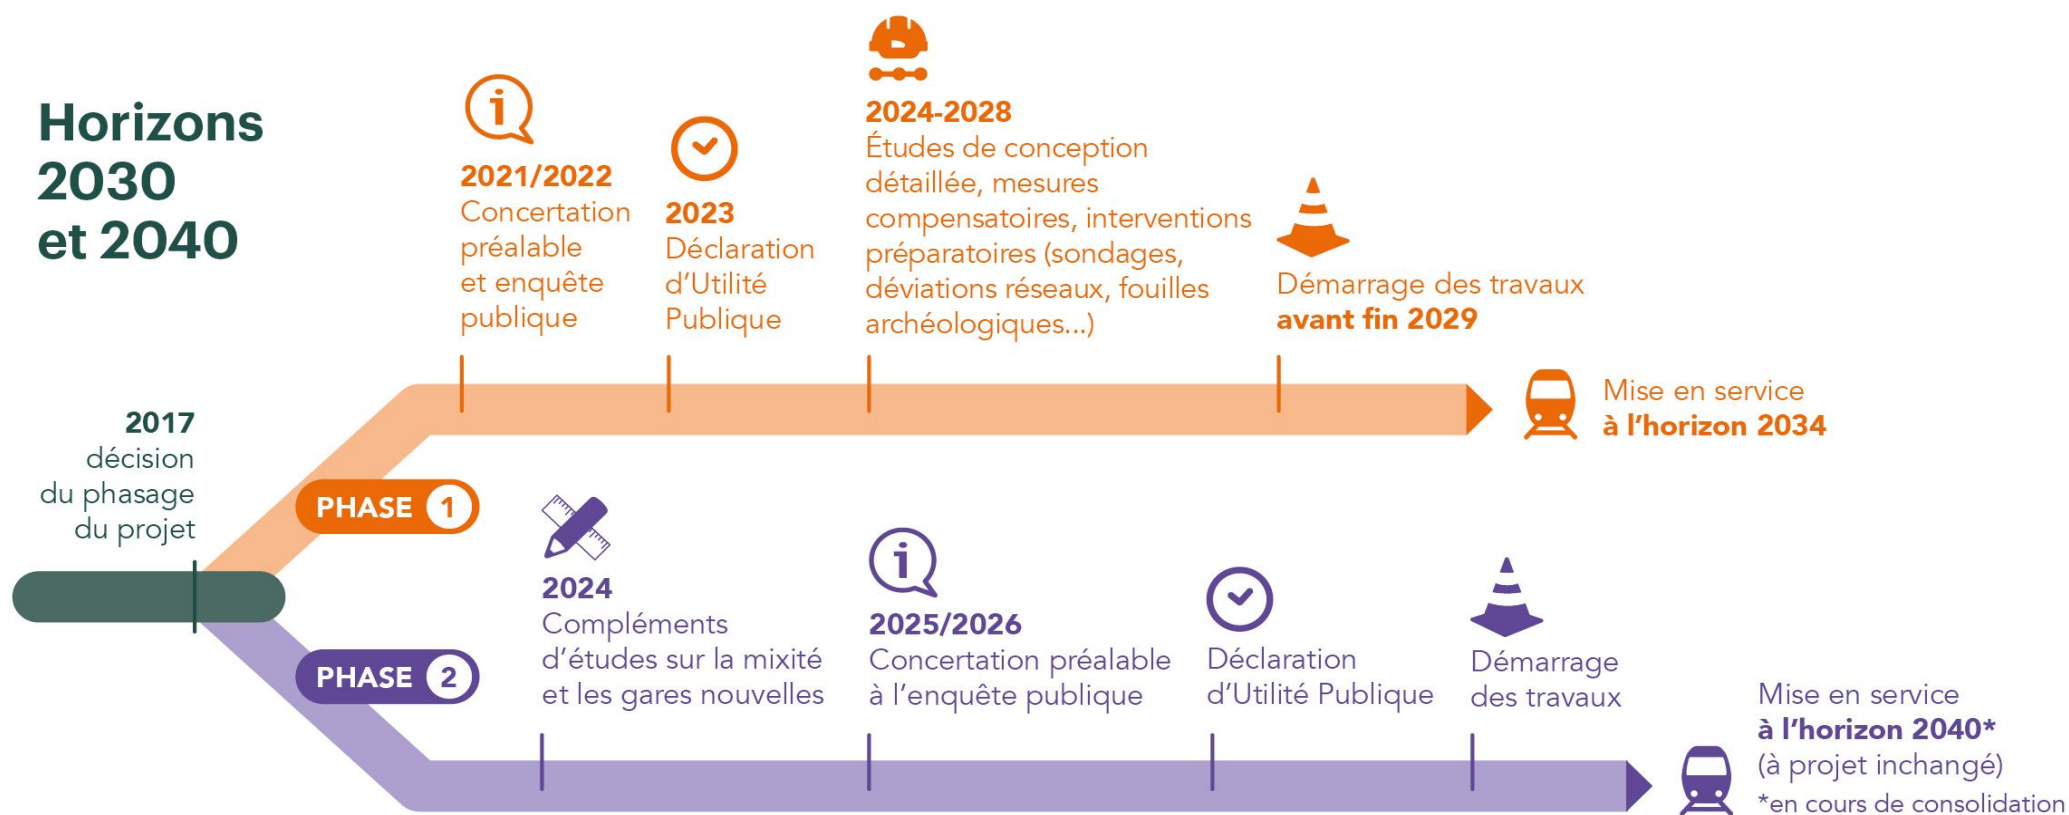 Horizons
2030
et 2040
2017
décision
du phasage
du projet
PHASE 1
2021/2022
Concertation
préalable
et enquête
publique
2023
Déclaration
d’Utilité
Publique
2024-2028
Études de conception
détaillée, mesures
compensatoires, interventions
préparatoires (sondages,
déviations réseaux, fouilles
archéologiques...)
Démarrage des travaux
avant fin 2029
Mise en service
à l’horizon 2034
PHASE 2
2024
Compléments
d’études sur la mixité
et les gares nouvelles
2025/2026
Concertation préalable
à l’enquête publique
Déclaration
d’Utilité Publique
Démarrage
des travaux
Mise en service
à l’horizon 2040*
(à projet inchangé)
*en cours de consolidation